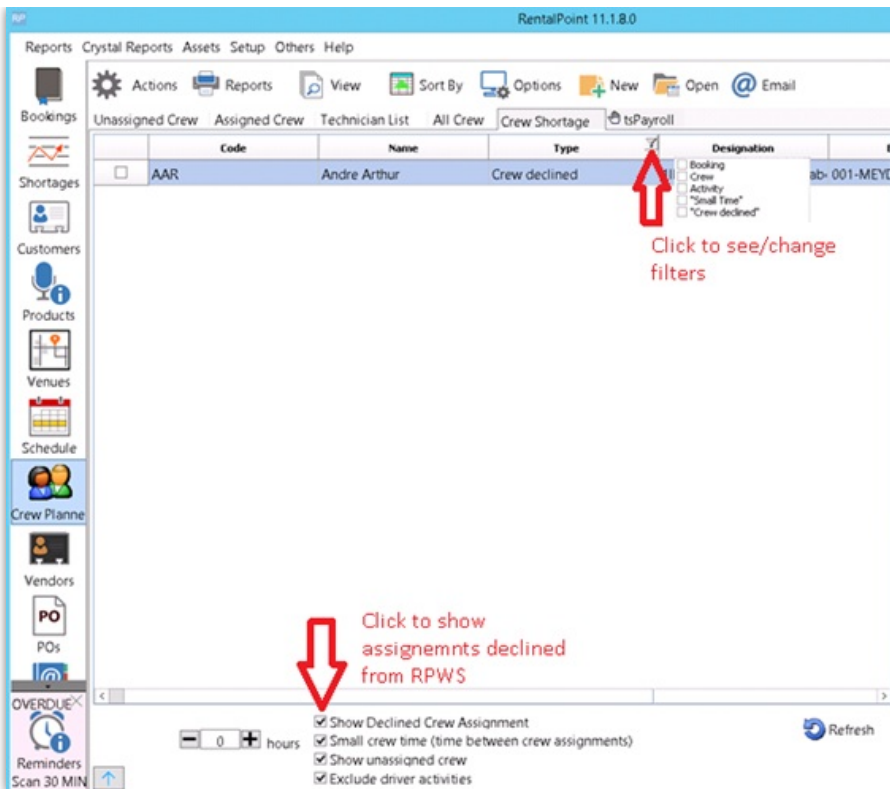 RP
RentalPoint 11.1.8.0
Reports Crystal Reports Assets Setup Others Help
Actions Reports View Sort By Options New Open @ Email
Bookings
Unassigned Crew Assigned Crew Technician List All Crew Crew Shortage tsPayroll
Code Name Type Designation
AAR Andre Arthur Crew declined 001-MEYD
Booking
Crew
Activity
"Small Time"
"Crew declined"
Click to see/change
filters
Shortages
Customers
Products
Venues
Schedule
Crew Planne
Vendors
PO
POs
Click to show
assignemnts declined
from RPWS
OVERDUE
Reminders
Scan 30 MIN
0 hours
Show Declined Crew Assignment
Small crew time (time between crew assignments)
Show unassigned crew
Exclude driver activities
Refresh